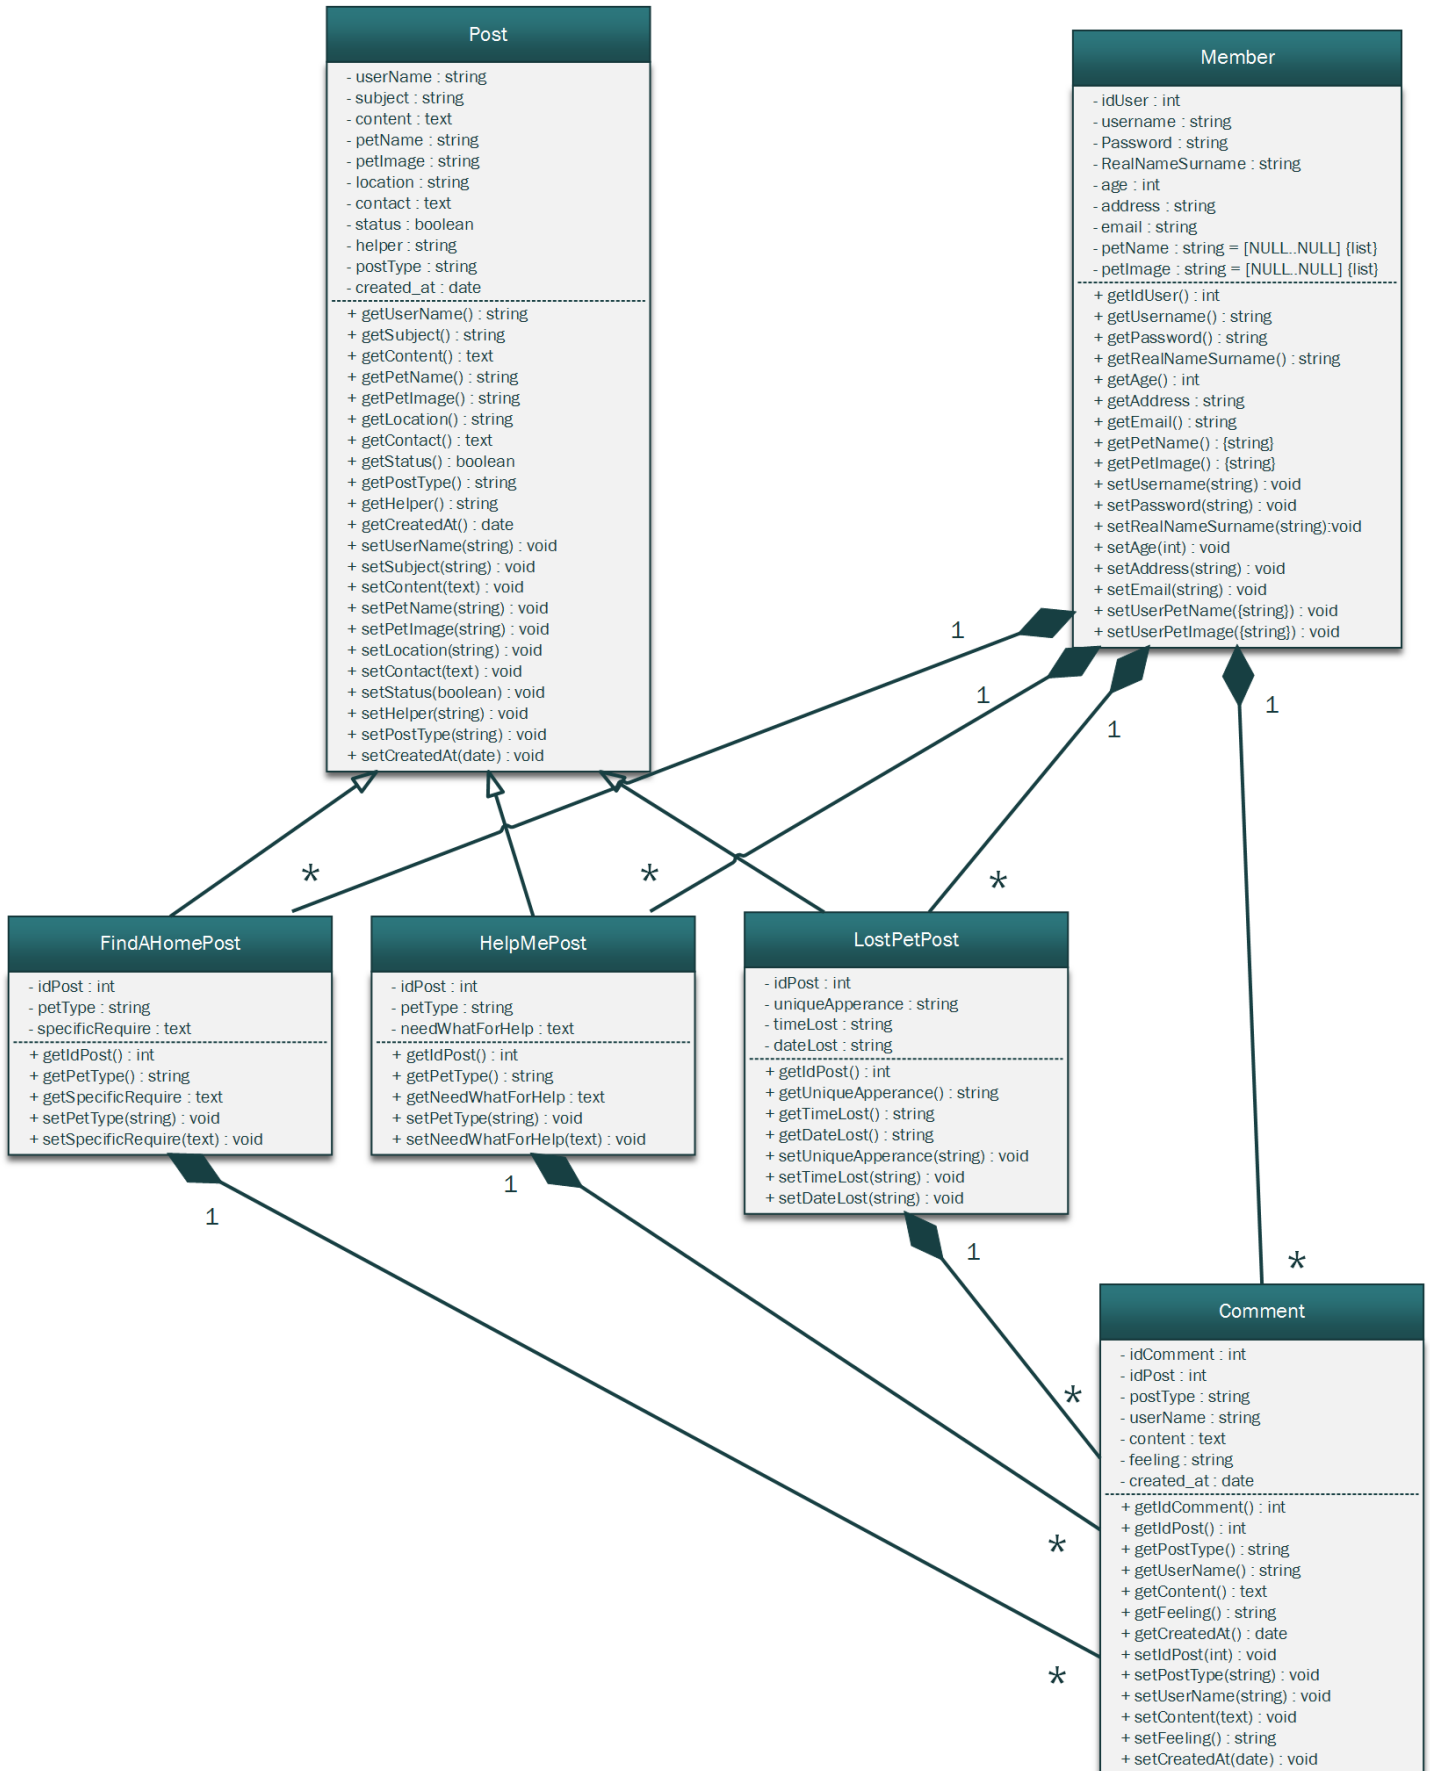 Post
- userName : string
- subject : string
- content : text
- petName : string
- petImage : string
- location : string
- contact : text
- status : boolean
- helper : string
- postType : string
- created_at : date
+ getUserName() : string
+ getSubject() : string
+ getContent() : text
+ getPetName() : string
+ getPetImage() : string
+ getLocation() : string
+ getContact() : text
+ getStatus() : boolean
+ getPostType() : string
+ getHelper() : string
+ getCreatedAt() : date
+ setUserName(string) : void
+ setSubject(string) : void
+ setContent(text) : void
+ setPetName(string) : void
+ setPetImage(string) : void
+ setLocation(string) : void
+ setContact(text) : void
+ setStatus(boolean) : void
+ setHelper(string) : void
+ setPostType(string) : void
+ setCreatedAt(date) : void
Member
- idUser : int
- username : string
- Password : string
- RealNameSurname : string
- age : int
- address : string
- email : string
- petName : string = [NULL..NULL] {list}
- petImage : string = [NULL..NULL] {list}
+ getIdUser() : int
+ getUsername() : string
+ getPassword() : string
+ getRealNameSurname() : string
+ getAge() : int
+ getAddress : string
+ getEmail() : string
+ getPetName() : {string}
+ getPetImage() : {string}
+ setUsername(string) : void
+ setPassword(string) : void
+ setRealNameSurname(string):void
+ setAge(int) : void
+ setAddress(string) : void
+ setEmail(string) : void
+ setUserPetName({string}) : void
+ setUserPetImage({string}) : void
1
1
1
1
*
*
*
FindAHomePost
- idPost : int
- petType : string
- specificRequire : text
+ getIdPost() : int
+ getPetType() : string
+ getSpecificRequire : text
+ setPetType(string) : void
+ setSpecificRequire(text) : void
HelpMePost
- idPost : int
- petType : string
- needWhatForHelp : text
+ getIdPost() : int
+ getPetType() : string
+ getNeedWhatForHelp : text
+ setPetType(string) : void
+ setNeedWhatForHelp(text) : void
LostPetPost
- idPost : int
- uniqueApperance : string
- timeLost : string
- dateLost : string
+ getIdPost() : int
+ getUniqueApperance() : string
+ getTimeLost() : string
+ getDateLost() : string
+ setUniqueApperance(string) : void
+ setTimeLost(string) : void
+ setDateLost(string) : void
1
1
1
*
*
*
*
Comment
- idComment : int
- idPost : int
- postType : string
- userName : string
- content : text
- feeling : string
- created_at : date
+ getIdComment() : int
+ getIdPost() : int
+ getPostType() : string
+ getUserName() : string
+ getContent() : text
+ getFeeling() : string
+ getCreatedAt() : date
+ setIdPost(int) : void
+ setPostType(string) : void
+ setUserName(string) : void
+ setContent(text) : void
+ setFeeling() : string
+ setCreatedAt(date) : void